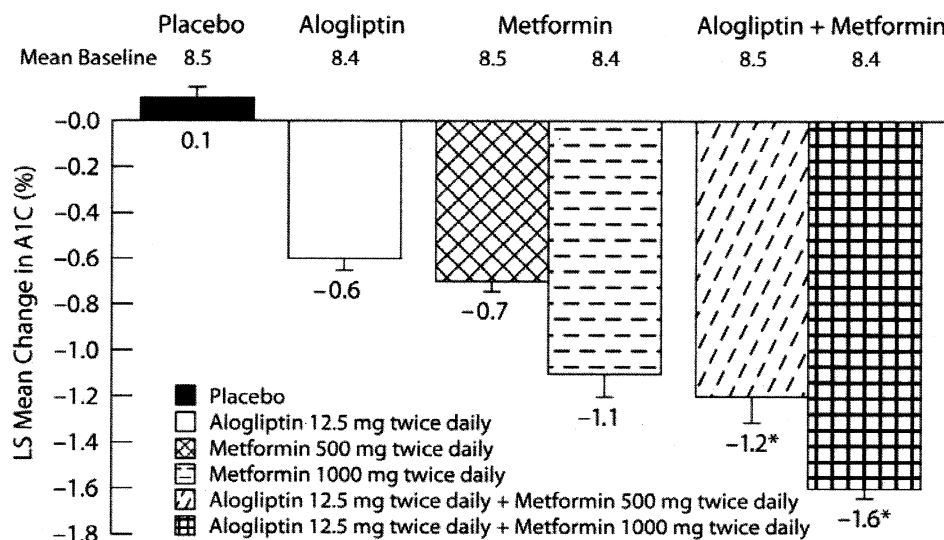 Placebo Alogliptin Metformin Alogliptin + Metformin
Mean Baseline 8.5 8.4 8.5 8.4 8.5 8.4
LS Mean Change in A1C (%)
–0.0
–0.2
–0.4
–0.6
–0.8
–1.0
–1.2
–1.4
–1.6
–1.8
0.1
–0.6
–0.7
–1.1
–1.2*
–1.6*
Placebo
Alogliptin 12.5 mg twice daily
Metformin 500 mg twice daily
Metformin 1000 mg twice daily
Alogliptin 12.5 mg twice daily + Metformin 500 mg twice daily
Alogliptin 12.5 mg twice daily + Metformin 1000 mg twice daily